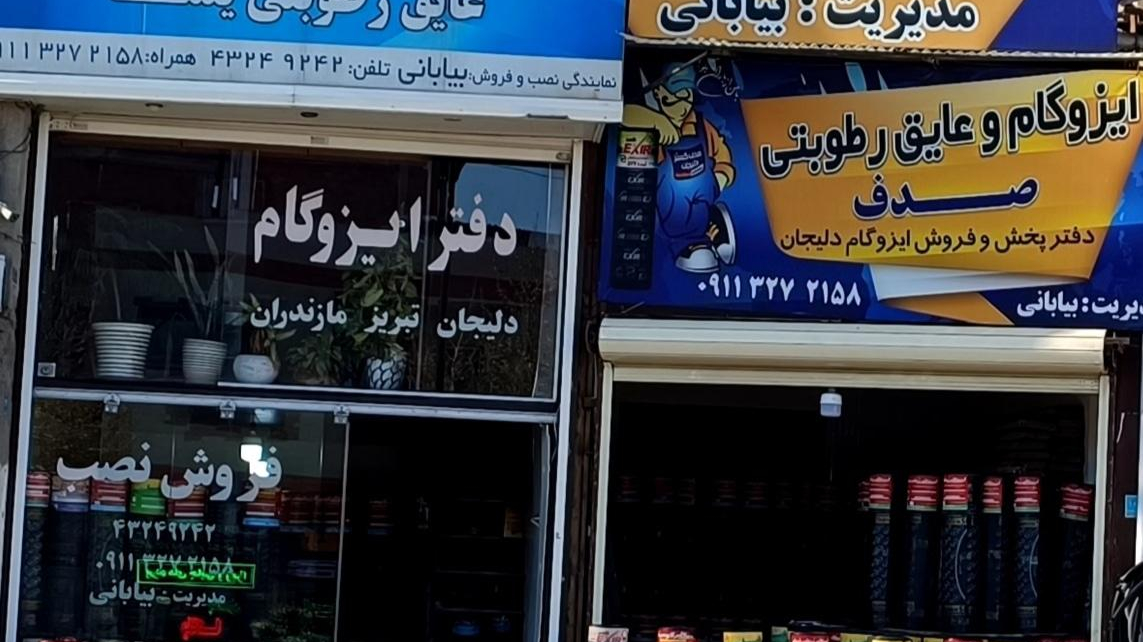 عایق رطوبتی
نمایندگی نصب و فروش: بیابانی تلفن: ۴۳۲۴ ۹۲۴۲ همراه: ۰۹۱۱ ۳۲۷ ۲۱۵۸
دفتر ایزوگام
دلیجان تبریز مازندران
فروش نصب
۴۳۲۴۹۲۴۲
۰۹۱۱ ۳۲۷ ۲۱۵۸
مدیریت : بیابانی
مدیریت : بیابانی
ایزوگام و عایق رطوبتی
صدف
دفتر پخش و فروش ایزوگام دلیجان
۰۹۱۱ ۳۲۷ ۲۱۵۸
مدیریت : بیابانی